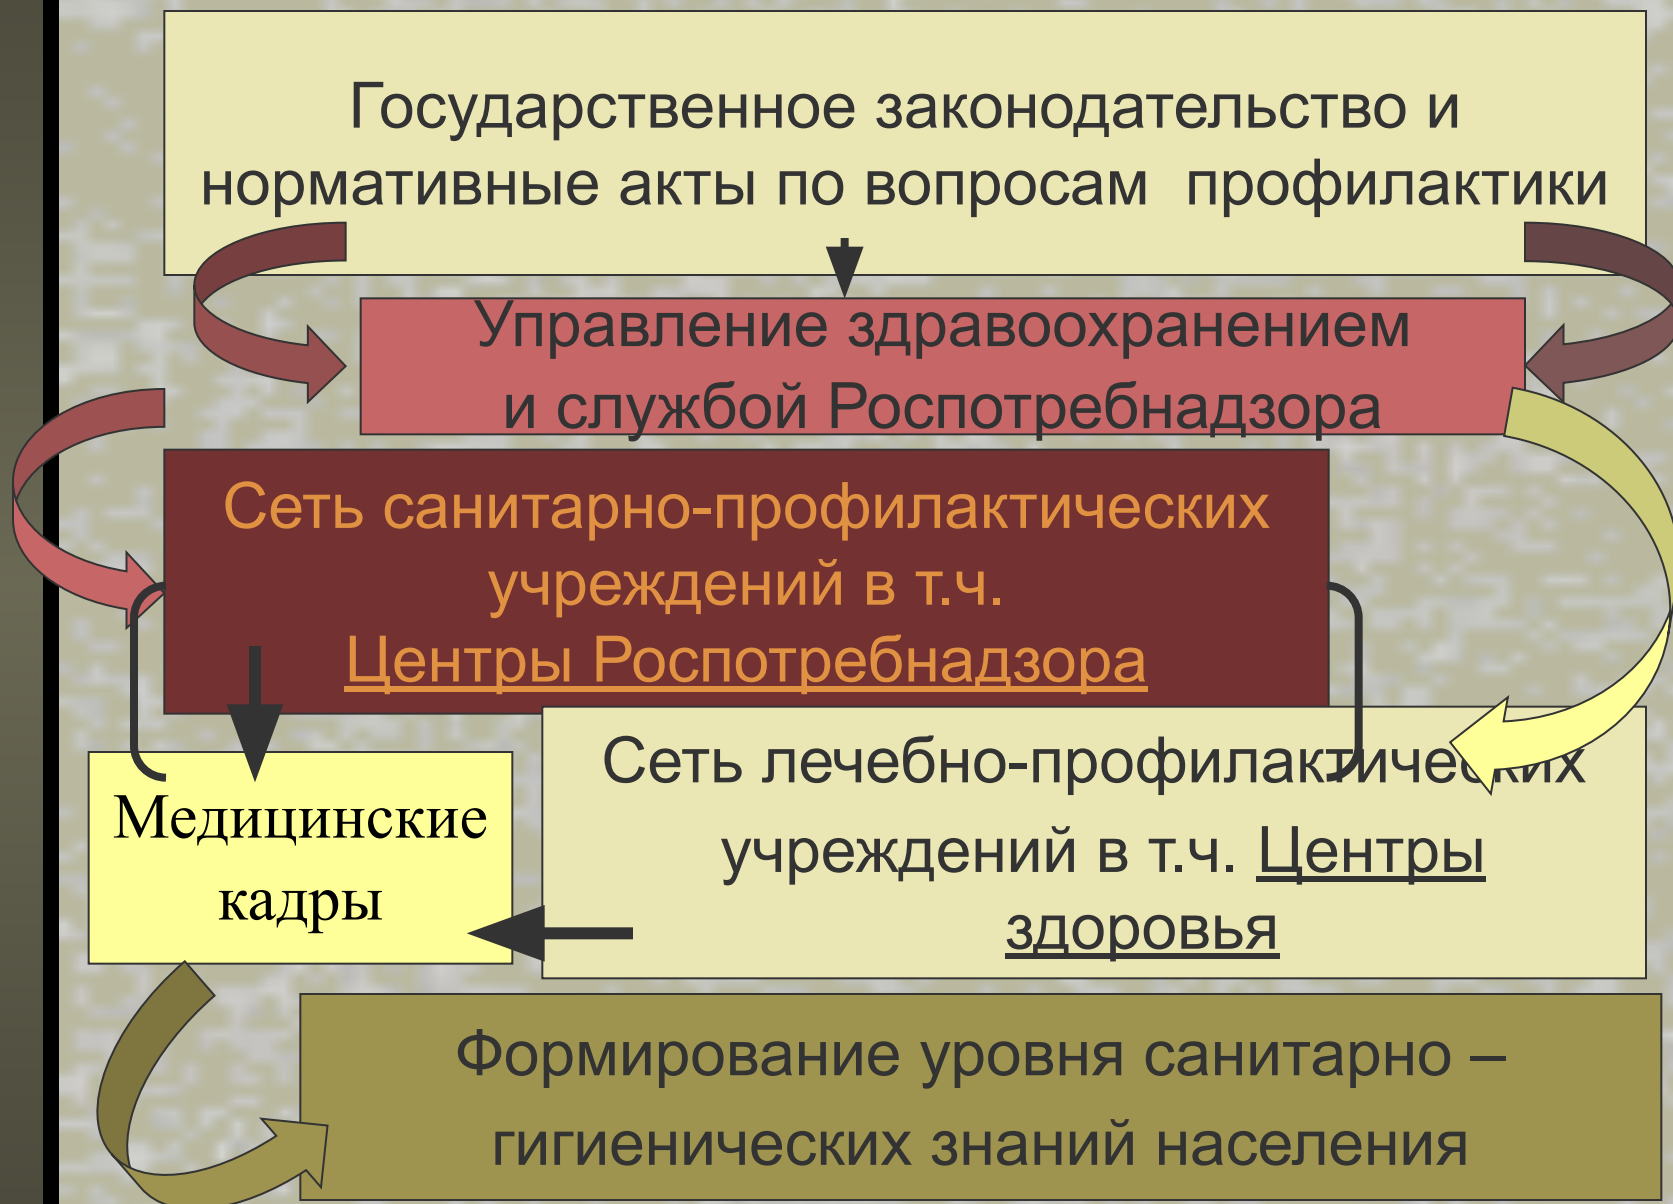 Государственное законодательство и
нормативные акты по вопросам профилактики
Управление здравоохранением
и службой Роспотребнадзора
Сеть санитарно-профилактических
учреждений в т.ч.
Центры Роспотребнадзора
Сеть лечебно-профилактических
учреждений в т.ч. Центры
здоровья
Медицинские
кадры
Формирование уровня санитарно –
гигиенических знаний населения